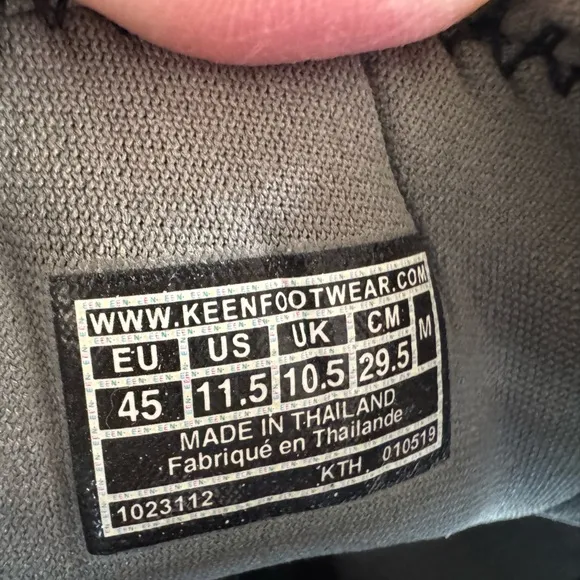 WWW.KEENFOOTWEAR.COM
EU US UK CM M
45 11.5 10.5 29.5
MADE IN THAILAND
Fabriqué en Thaïlande
KTH 010519
1023112